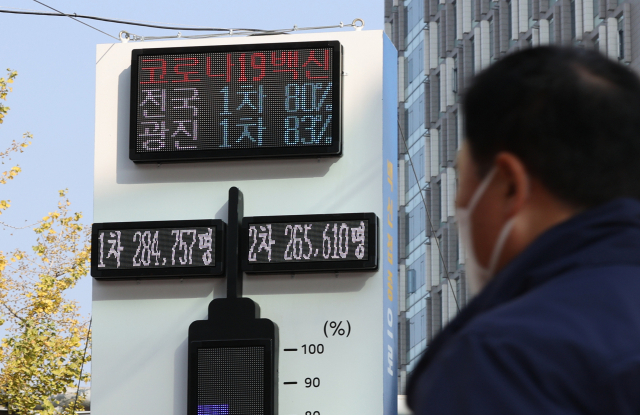 코로나19백신
전국 1차 80%
광진 1차 83%
1차 284,757명
2차 265,610명
(%)
100
90
80